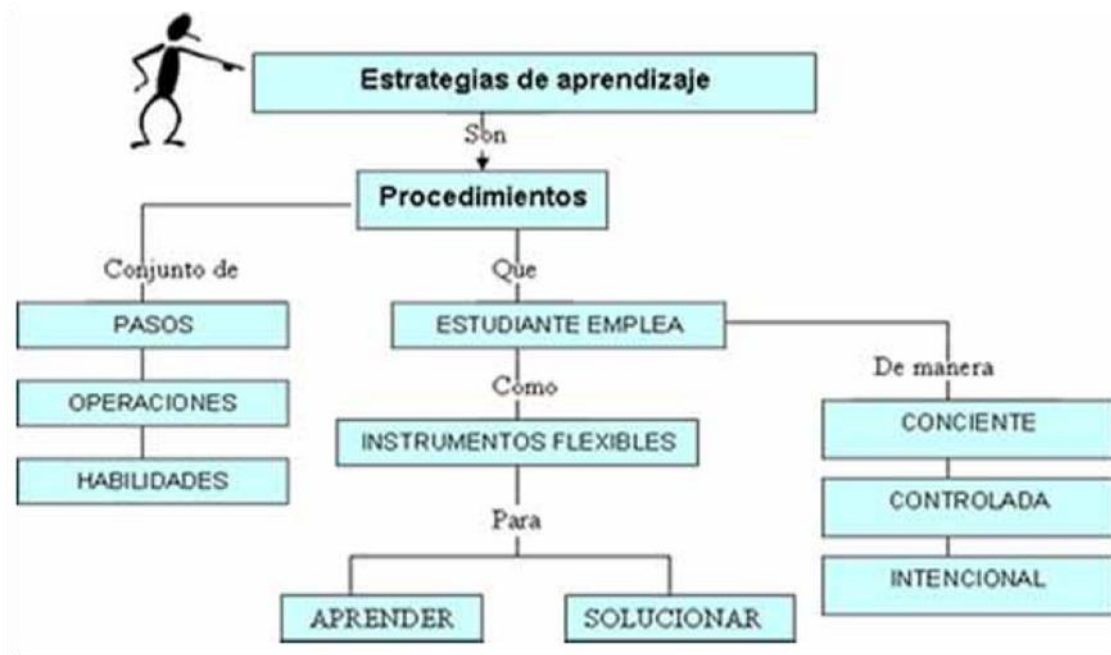 Estrategias de aprendizaje
Son
Procedimientos
Conjunto de
Que
PASOS
ESTUDIANTE EMPLEA
OPERACIONES
Como
De manera
HABILIDADES
INSTRUMENTOS FLEXIBLES
CONCIENTE
CONTROLADA
Para
INTENCIONAL
APRENDER
SOLUCIONAR